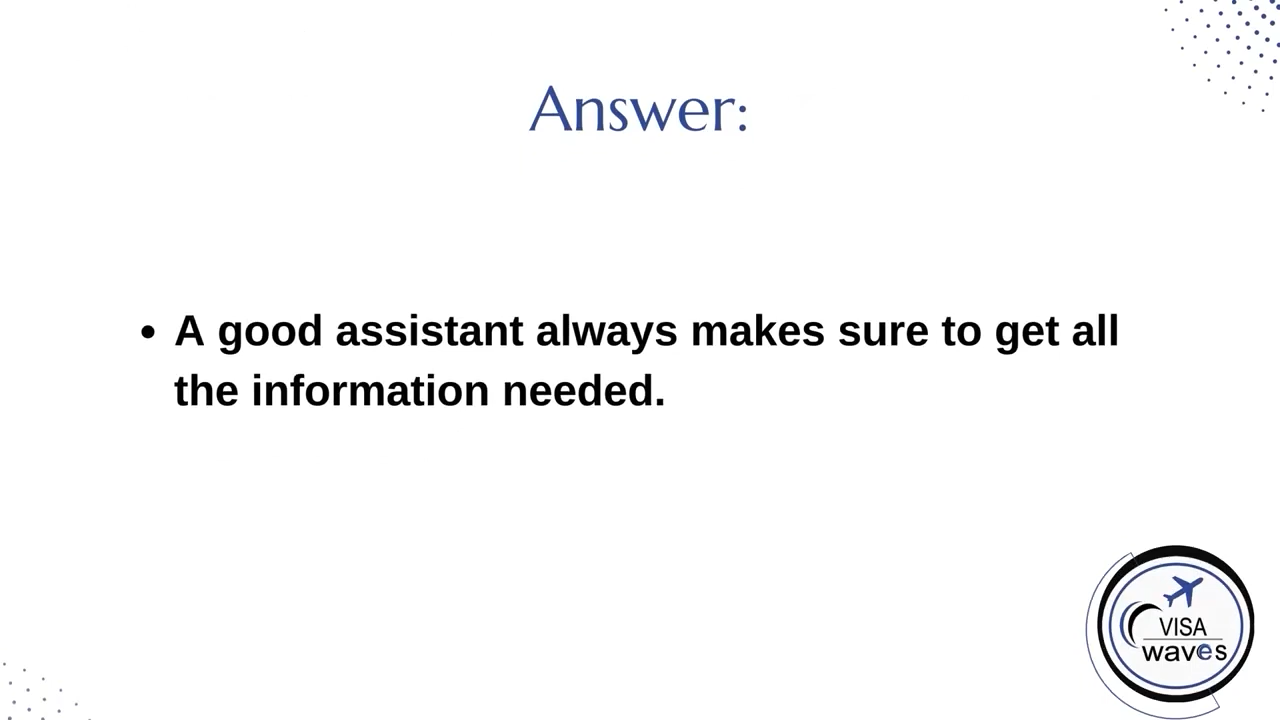 Answer:
• A good assistant always makes sure to get all
the information needed.
VISA
waves